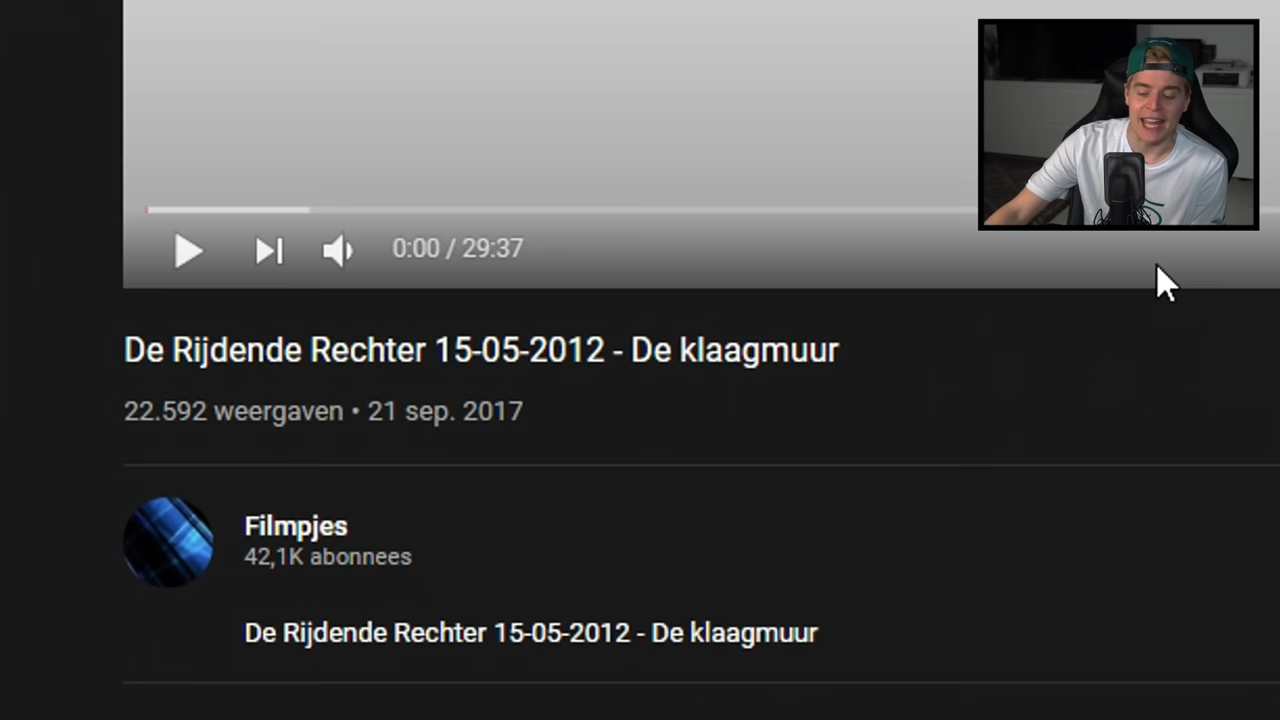 0:00 / 29:37
De Rijdende Rechter 15-05-2012 - De klaagmuur
22.592 weergaven • 21 sep. 2017
Filmpjes
42,1K abonnees
De Rijdende Rechter 15-05-2012 - De klaagmuur